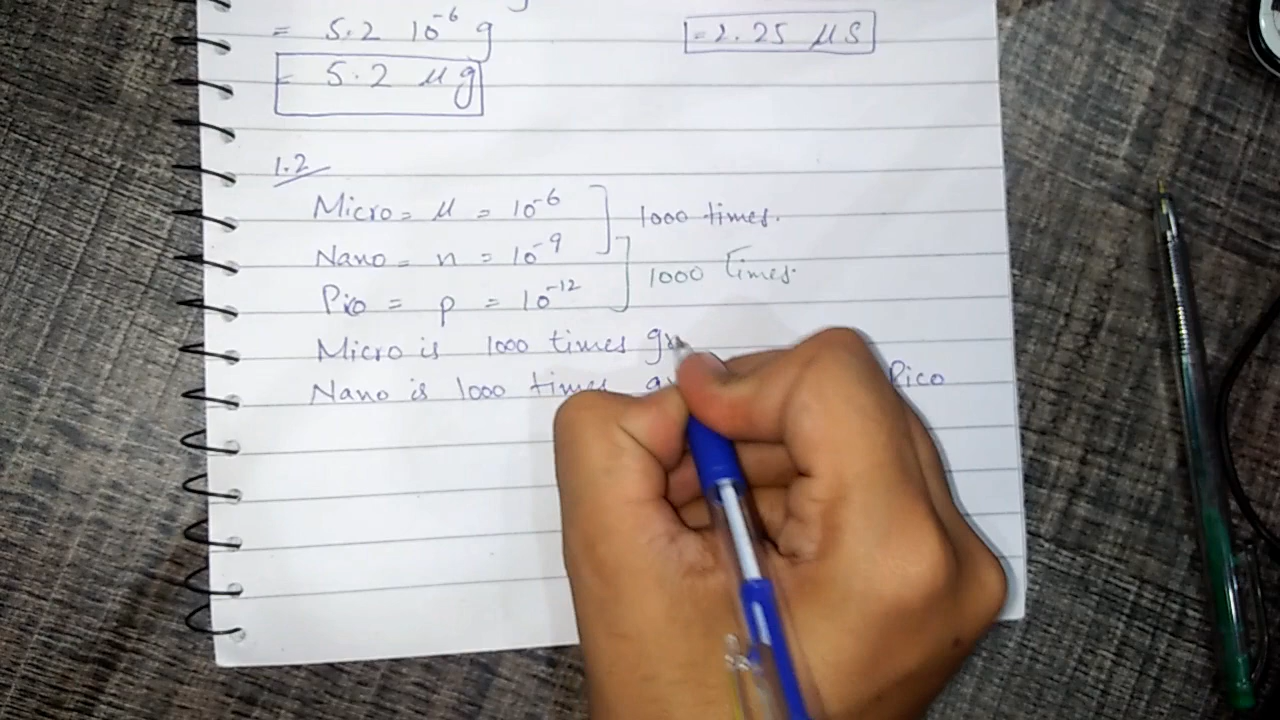 = 5.2 10⁻⁶ g
= 2.25 µs
= 5.2 µg
1.2
Micro = µ = 10⁻⁶
1000 times.
Nano = n = 10⁻⁹
1000 Times.
Pico = p = 10⁻¹²
Micro is 1000 times gr
Nano is 1000 times Pico